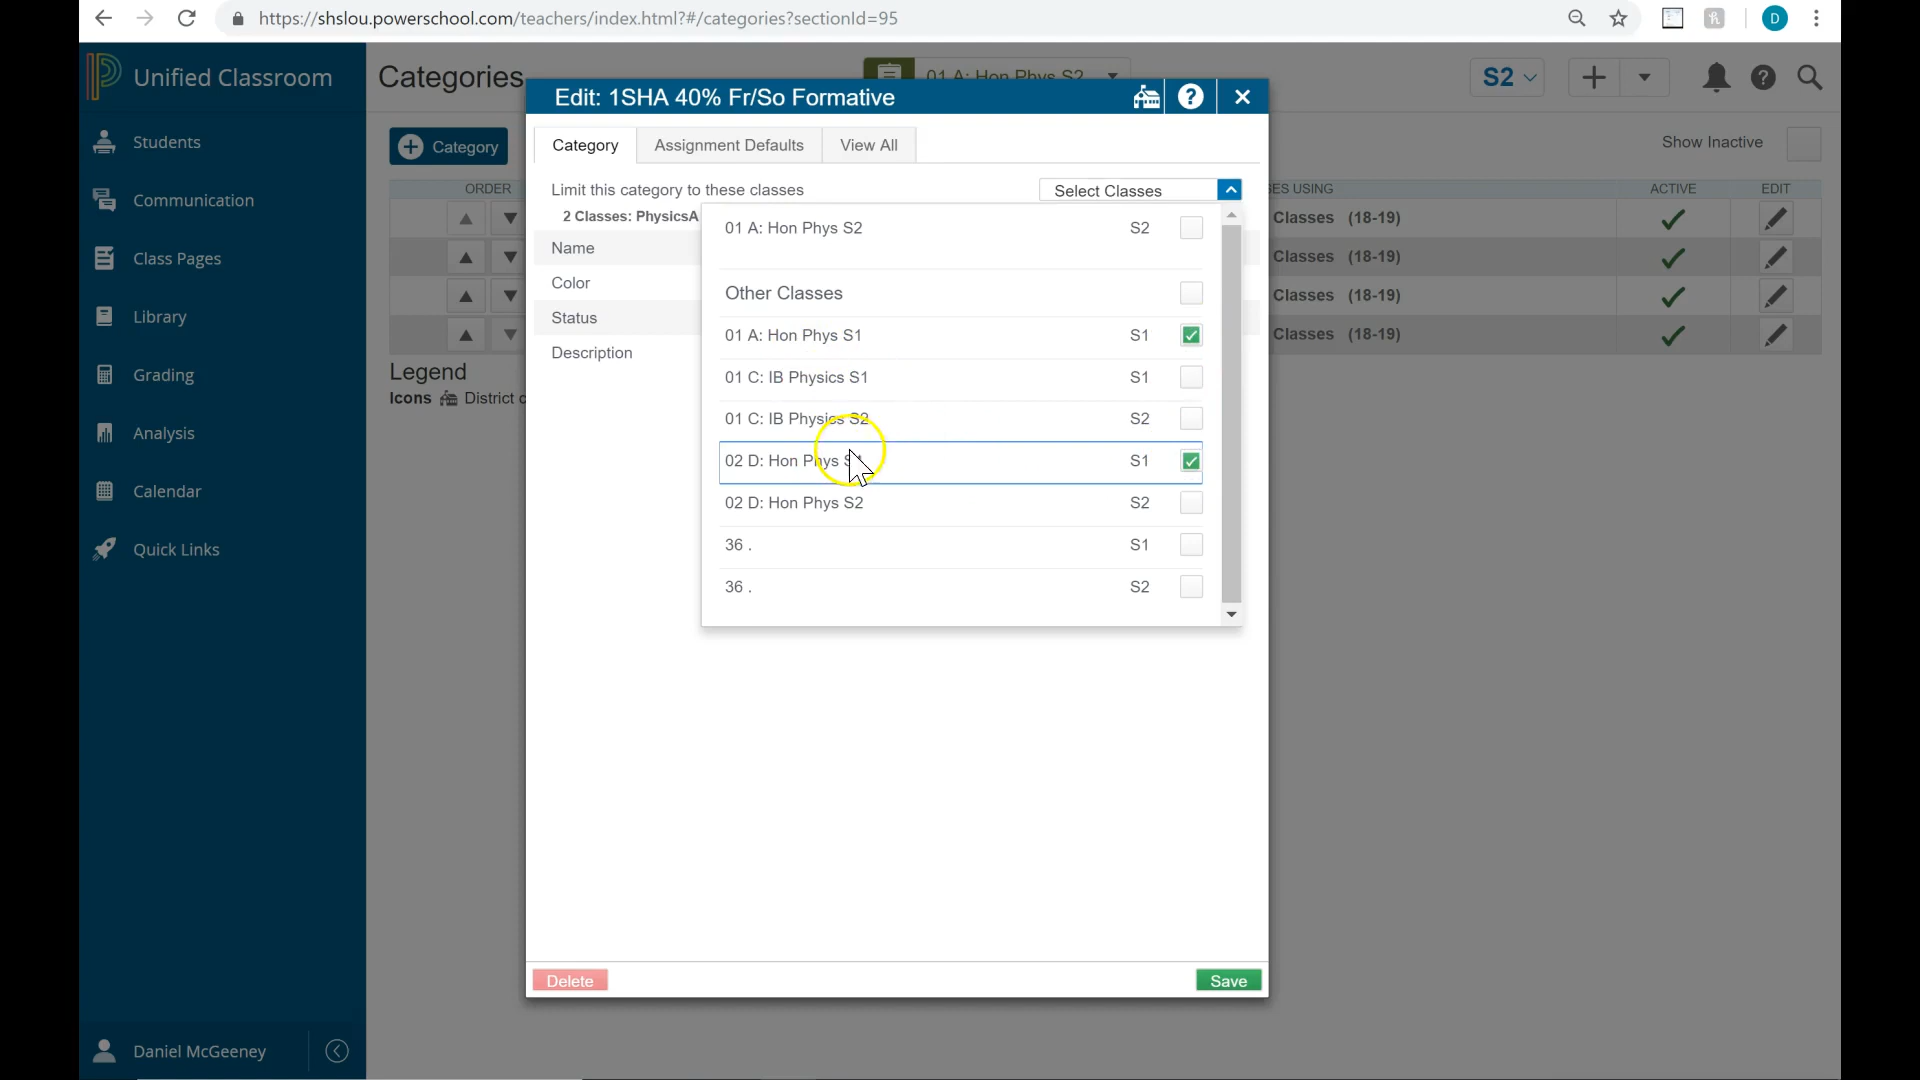 https://shslou.powerschool.com/teachers/index.html?#/categories?sectionId=95
D
Unified Classroom
Categories
01 A: Hon Phys S2
S2
Students
Communication
Class Pages
Library
Grading
Analysis
Calendar
Quick Links
Daniel McGeeney
Category
Show Inactive
ORDER
ES USING
ACTIVE
EDIT
Classes (18-19)
Classes (18-19)
Classes (18-19)
Classes (18-19)
Legend
Icons District
Edit: 1SHA 40% Fr/So Formative
Category
Assignment Defaults
View All
Limit this category to these classes
Select Classes
2 Classes: PhysicsA
Name
Color
Status
Description
01 A: Hon Phys S2 S2
Other Classes
01 A: Hon Phys S1 S1
01 C: IB Physics S1 S1
01 C: IB Physics S2 S2
02 D: Hon Phys S1 S1
02 D: Hon Phys S2 S2
36 . S1
36 . S2
Delete
Save